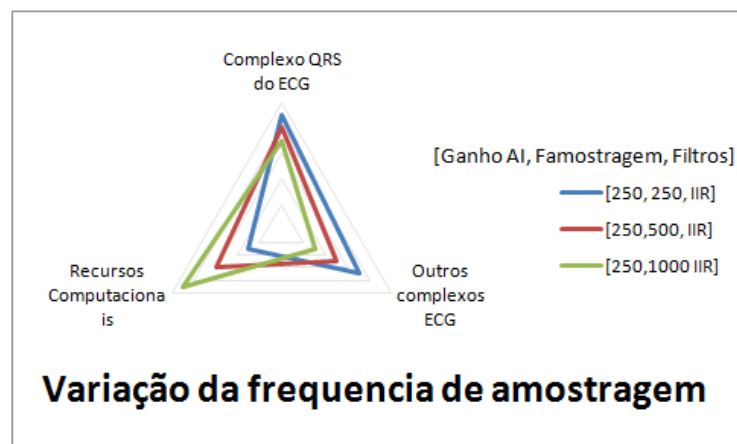 Complexo QRS
do ECG
[Ganho AI, Famostragem, Filtros]
[250, 250, IIR]
[250,500, IIR]
[250,1000 IIR]
Recursos
Computaciona
is
Outros
complexos
ECG
Variação da frequencia de amostragem